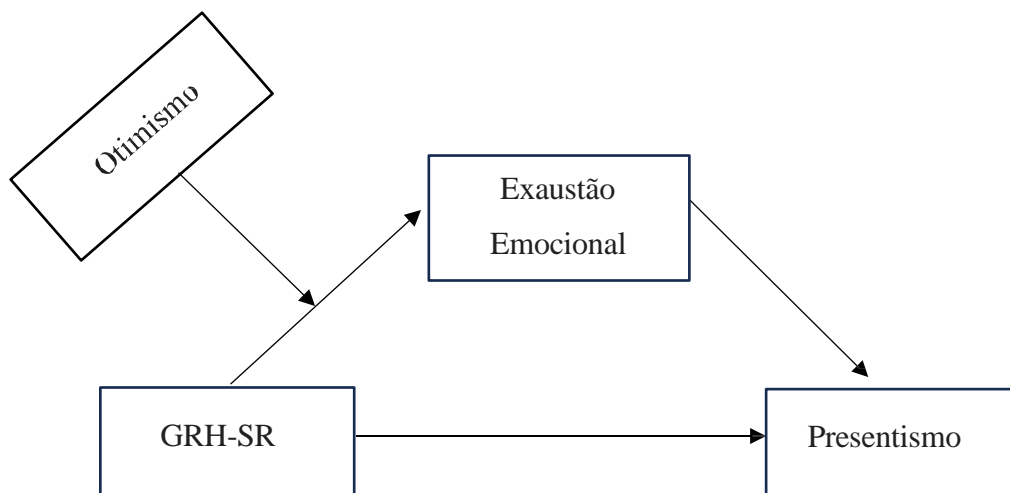 Otimismo
Exaustão
Emocional
GRH-SR
Presentismo